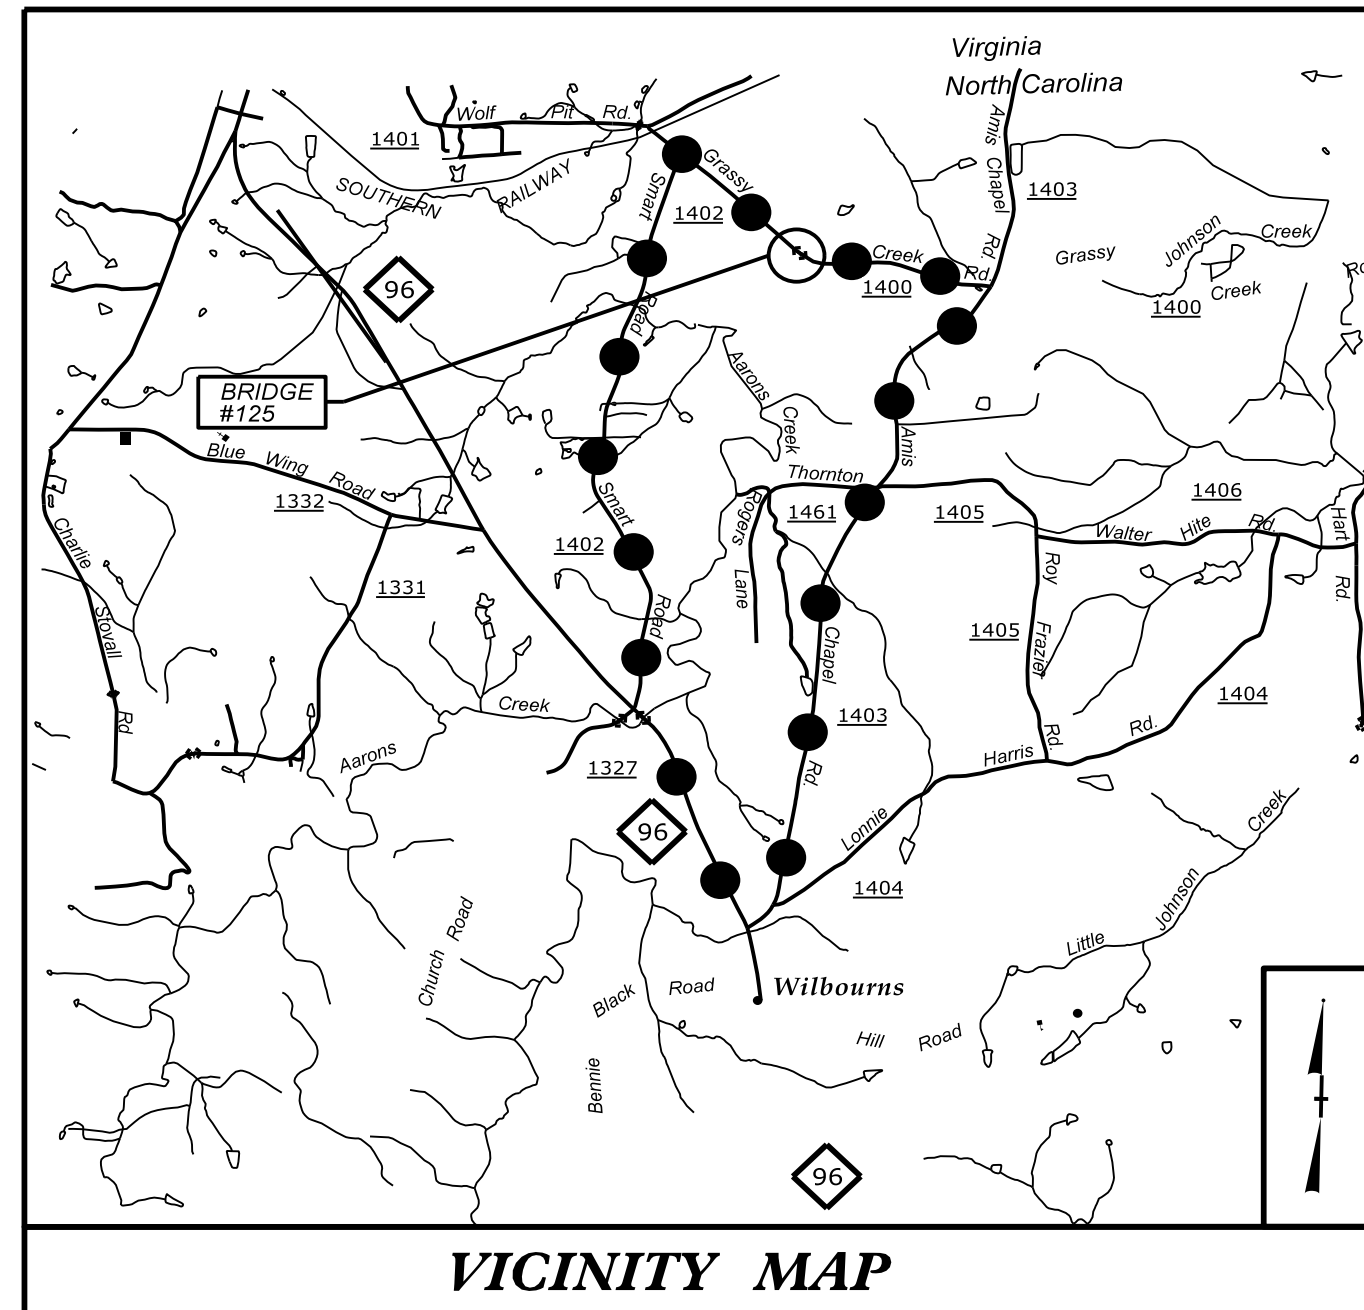 Virginia
North Carolina
Wolf Pit Rd.
1401
SOUTHERN RAILWAY
Grassy
Smart
1402
Amis Chapel Rd.
1403
Creek Rd.
1400
Grassy
Johnson
Creek
1400
Creek
96
Road
BRIDGE
#125
Aarons
Creek
Amis
Blue Wing Road
1332
Thornton
1461
1405
1406
Walter Hite Rd.
Hart
Rd.
Charlie
Stovall
Rd
Smart
1402
Rogers
Lane
1331
Road
Roy
Frazier
Rd.
1405
Chapel
Rd.
1403
1404
Creek
Aarons
1327
Harris
Rd.
96
Lonnie
1404
Creek
Johnson
Little
Church Road
Black
Road
Wilbourns
Hill
Road
Bennie
96
VICINITY MAP